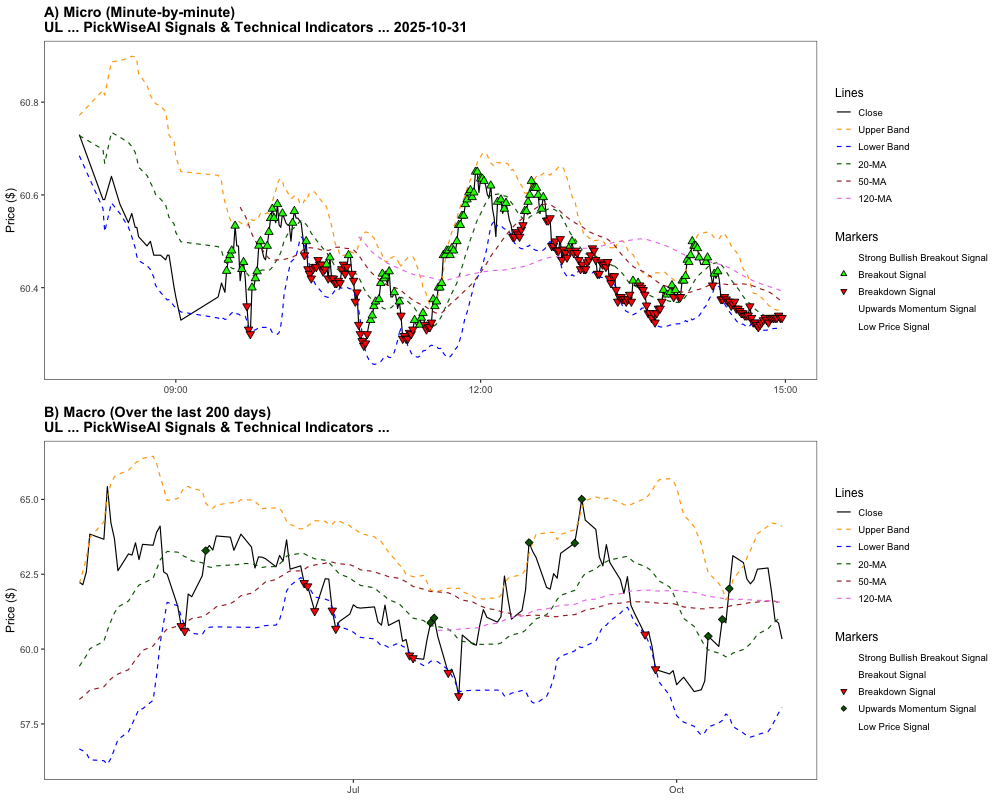 A) Micro (Minute-by-minute)
UL ... PickWiseAI Signals & Technical Indicators ... 2025-10-31
Price ($)
60.8
60.6
60.4
09:00
12:00
15:00
Lines
Close
Upper Band
Lower Band
20-MA
50-MA
120-MA
Markers
Strong Bullish Breakout Signal
Breakout Signal
Breakdown Signal
Upwards Momentum Signal
Low Price Signal
B) Macro (Over the last 200 days)
UL ... PickWiseAI Signals & Technical Indicators ...
Price ($)
65.0
62.5
60.0
57.5
Jul
Oct
Lines
Close
Upper Band
Lower Band
20-MA
50-MA
120-MA
Markers
Strong Bullish Breakout Signal
Breakout Signal
Breakdown Signal
Upwards Momentum Signal
Low Price Signal